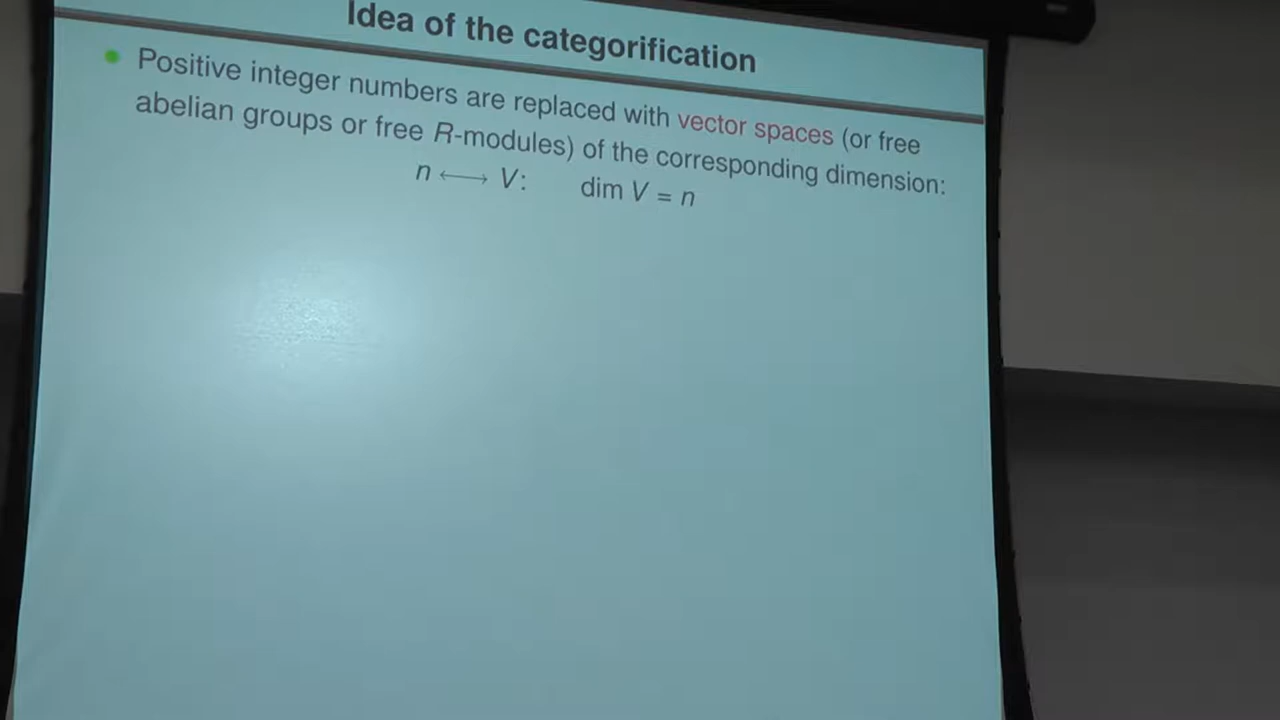 Idea of the categorification
Positive integer numbers are replaced with vector spaces (or free
abelian groups or free R-modules) of the corresponding dimension:
n ⟷ V: dim V = n